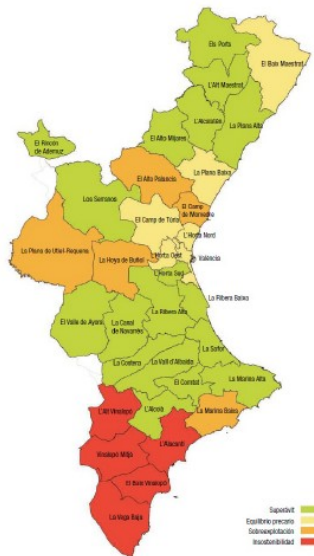 Els Ports
El Baix Maestrat
L'Alt Maestrat
L'Alcalatén
El Rincón
de Ademuz
El Alto Mijares
La Plana Alta
El Alto Palancia
La Plana Baixa
Los Serranos
El Camp
de Morvedre
El Camp de Túria
L'Horta Nord
La Plana de Utiel-Requena
La Hoya de Buñol
L'Horta Oest
València
L'Horta Sud
La Ribera Baixa
La Ribera Alta
El Valle de Ayora
La Canal
de Navarrés
La Safor
La Costera
La Vall d'Albaida
El Comtat
La Marina Alta
L'Alcoià
La Marina Baixa
L'Alt Vinalopó
L'Alacantí
Vinalopó Mitjà
El Baix Vinalopó
La Vega Baja
Superávit
Equilibrio precario
Sobreexplotación
Insostenibilidad